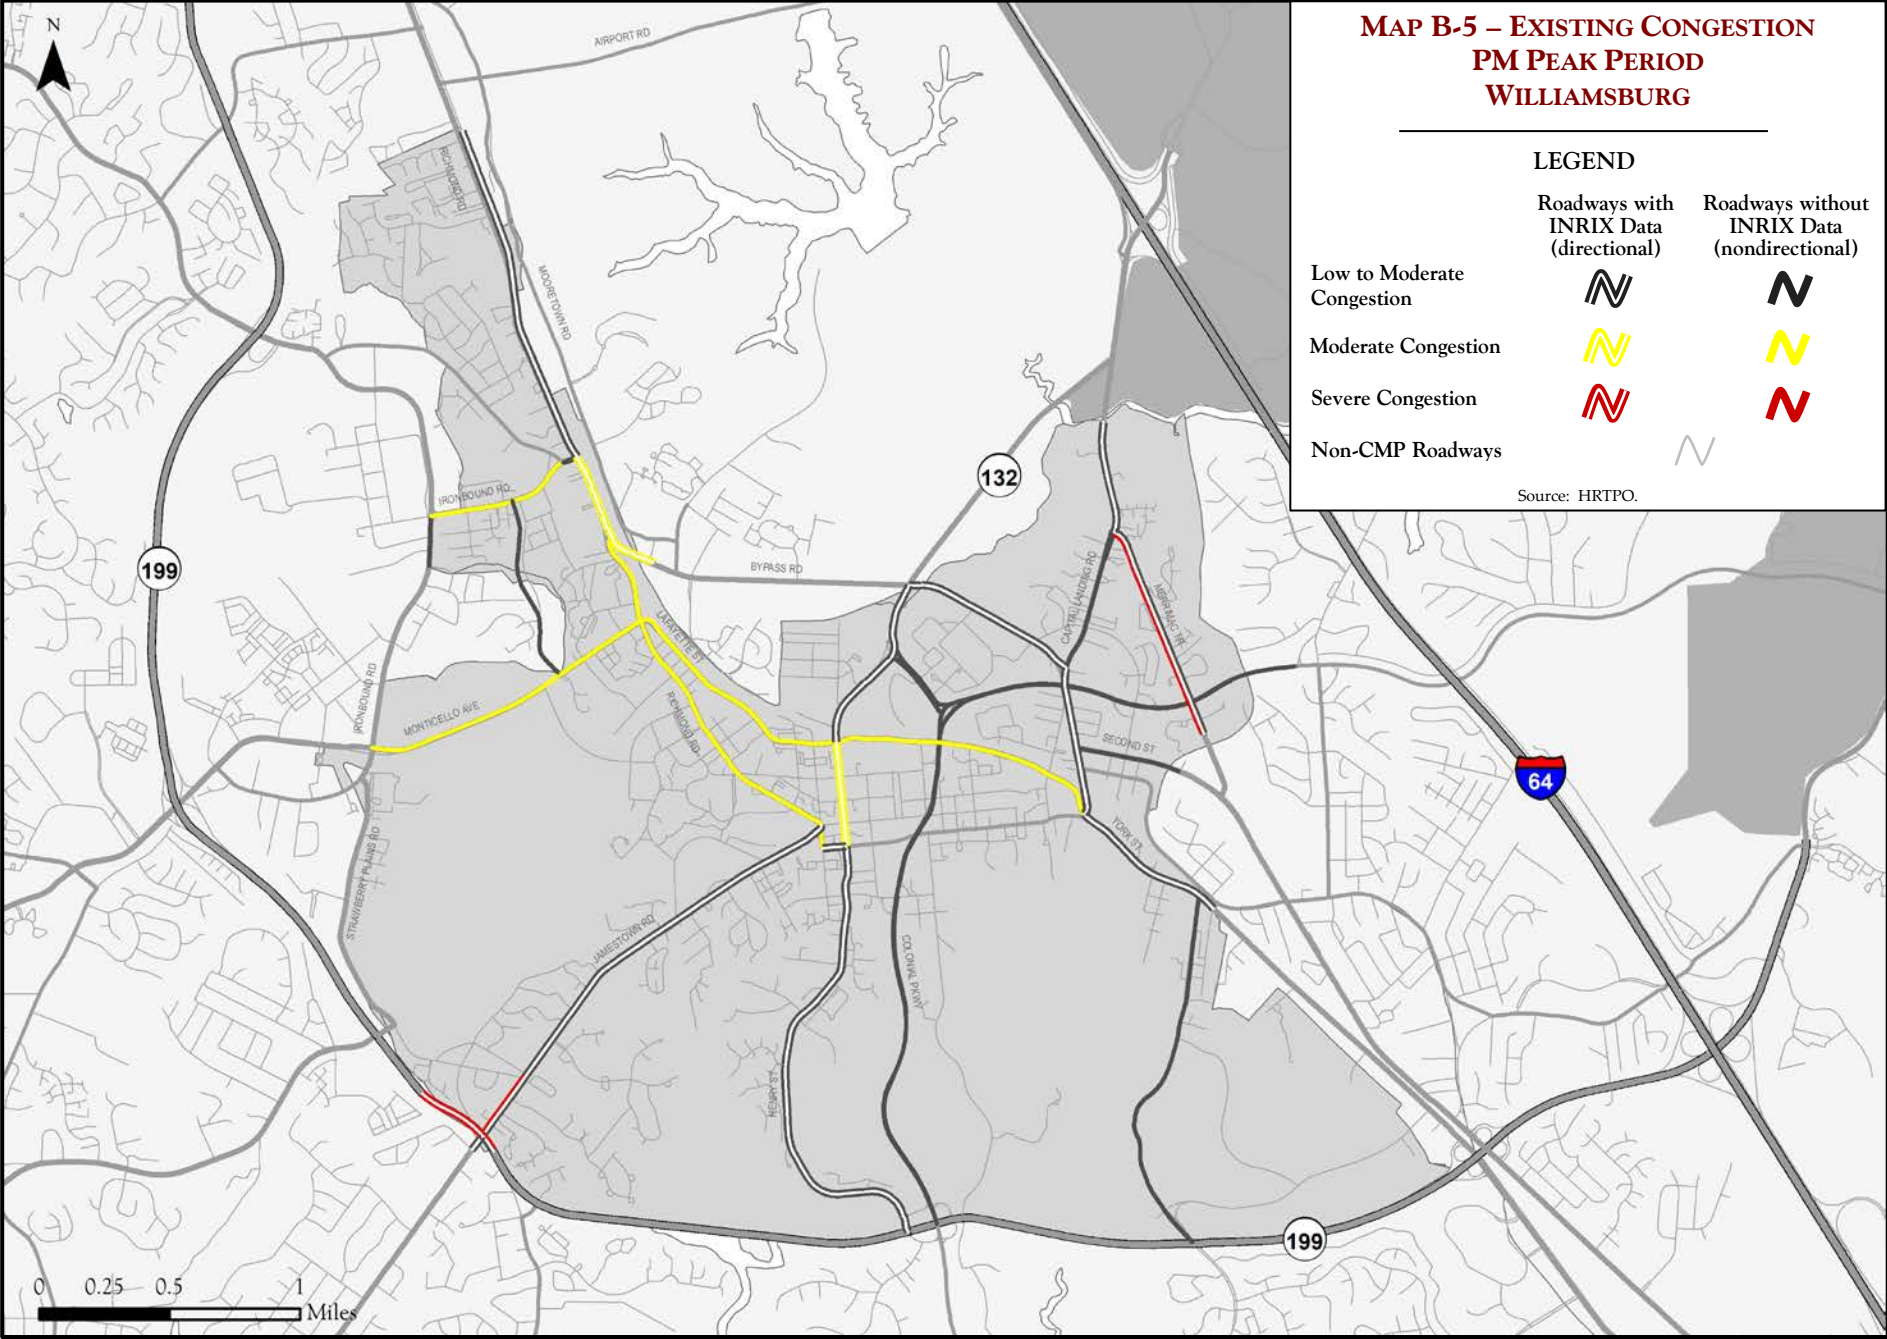 MAP B-5 – EXISTING CONGESTION
PM PEAK PERIOD
WILLIAMSBURG
LEGEND
Roadways with
INRIX Data
(directional)
Roadways without
INRIX Data
(nondirectional)
Low to Moderate
Congestion
Moderate Congestion
Severe Congestion
Non-CMP Roadways
Source: HRTPO.
N
AIRPORT RD
RICHMOND RD
MOORETOWN RD
132
IRONBOUND RD
199
BYPASS RD
CAPITAL LANDING RD
MERRIMAC TR
LAFAYETTE ST
IRONBOUND RD
MONTICELLO AVE
RICHMOND RD
SECOND ST
64
YORK ST
STRAWBERRY PLAINS RD
JAMESTOWN RD
COLONIAL PKWY
HENRY ST
199
0 0.25 0.5 1
Miles